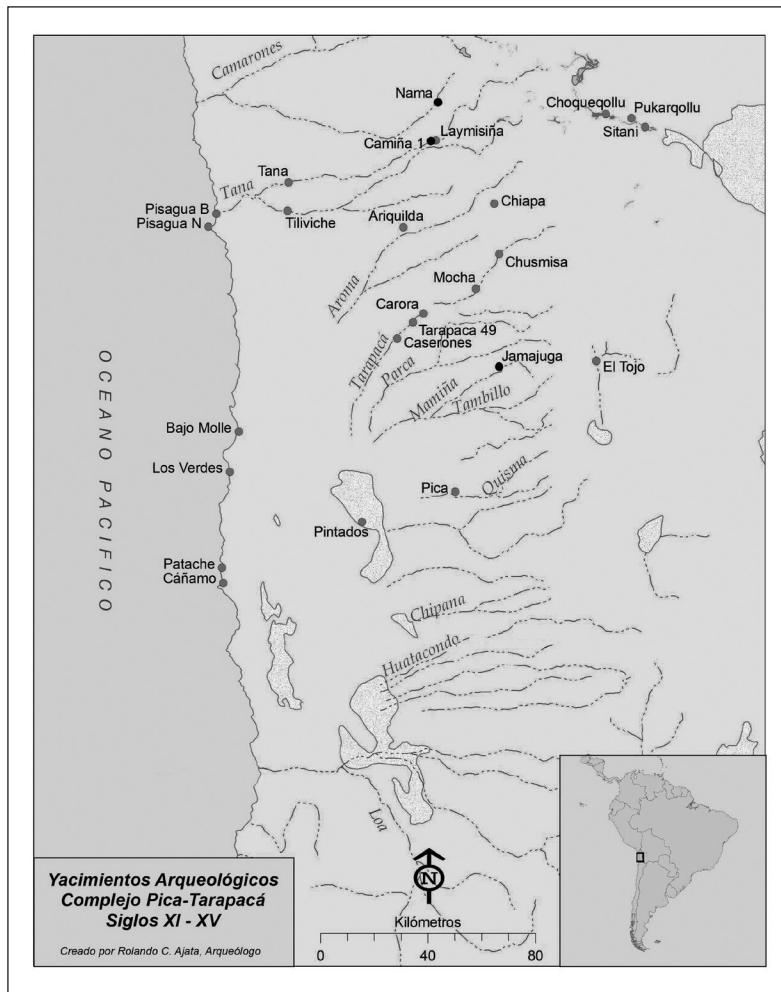 Camarones
Nama
Choqueqollu
Pukarqollu
Sitani
Laymisiña
Camiña 1
Tana
Tana
Pisagua B
Pisagua N
Tiliviche
Ariquilda
Chiapa
Aroma
Chusmisa
Mocha
Carora
Tarapaca 49
Caserones
Tarapacá
Parca
Jamajuga
El Tojo
Mamiña
Tambillo
OCEANO PACIFICO
Bajo Molle
Los Verdes
Pica
Quisma
Pintados
Patache
Cáñamo
Chipana
Huatacondo
Loa
N
Kilómetros
0 40 80
Yacimientos Arqueológicos
Complejo Pica-Tarapacá
Siglos XI - XV
Creado por Rolando C. Ajata, Arqueólogo